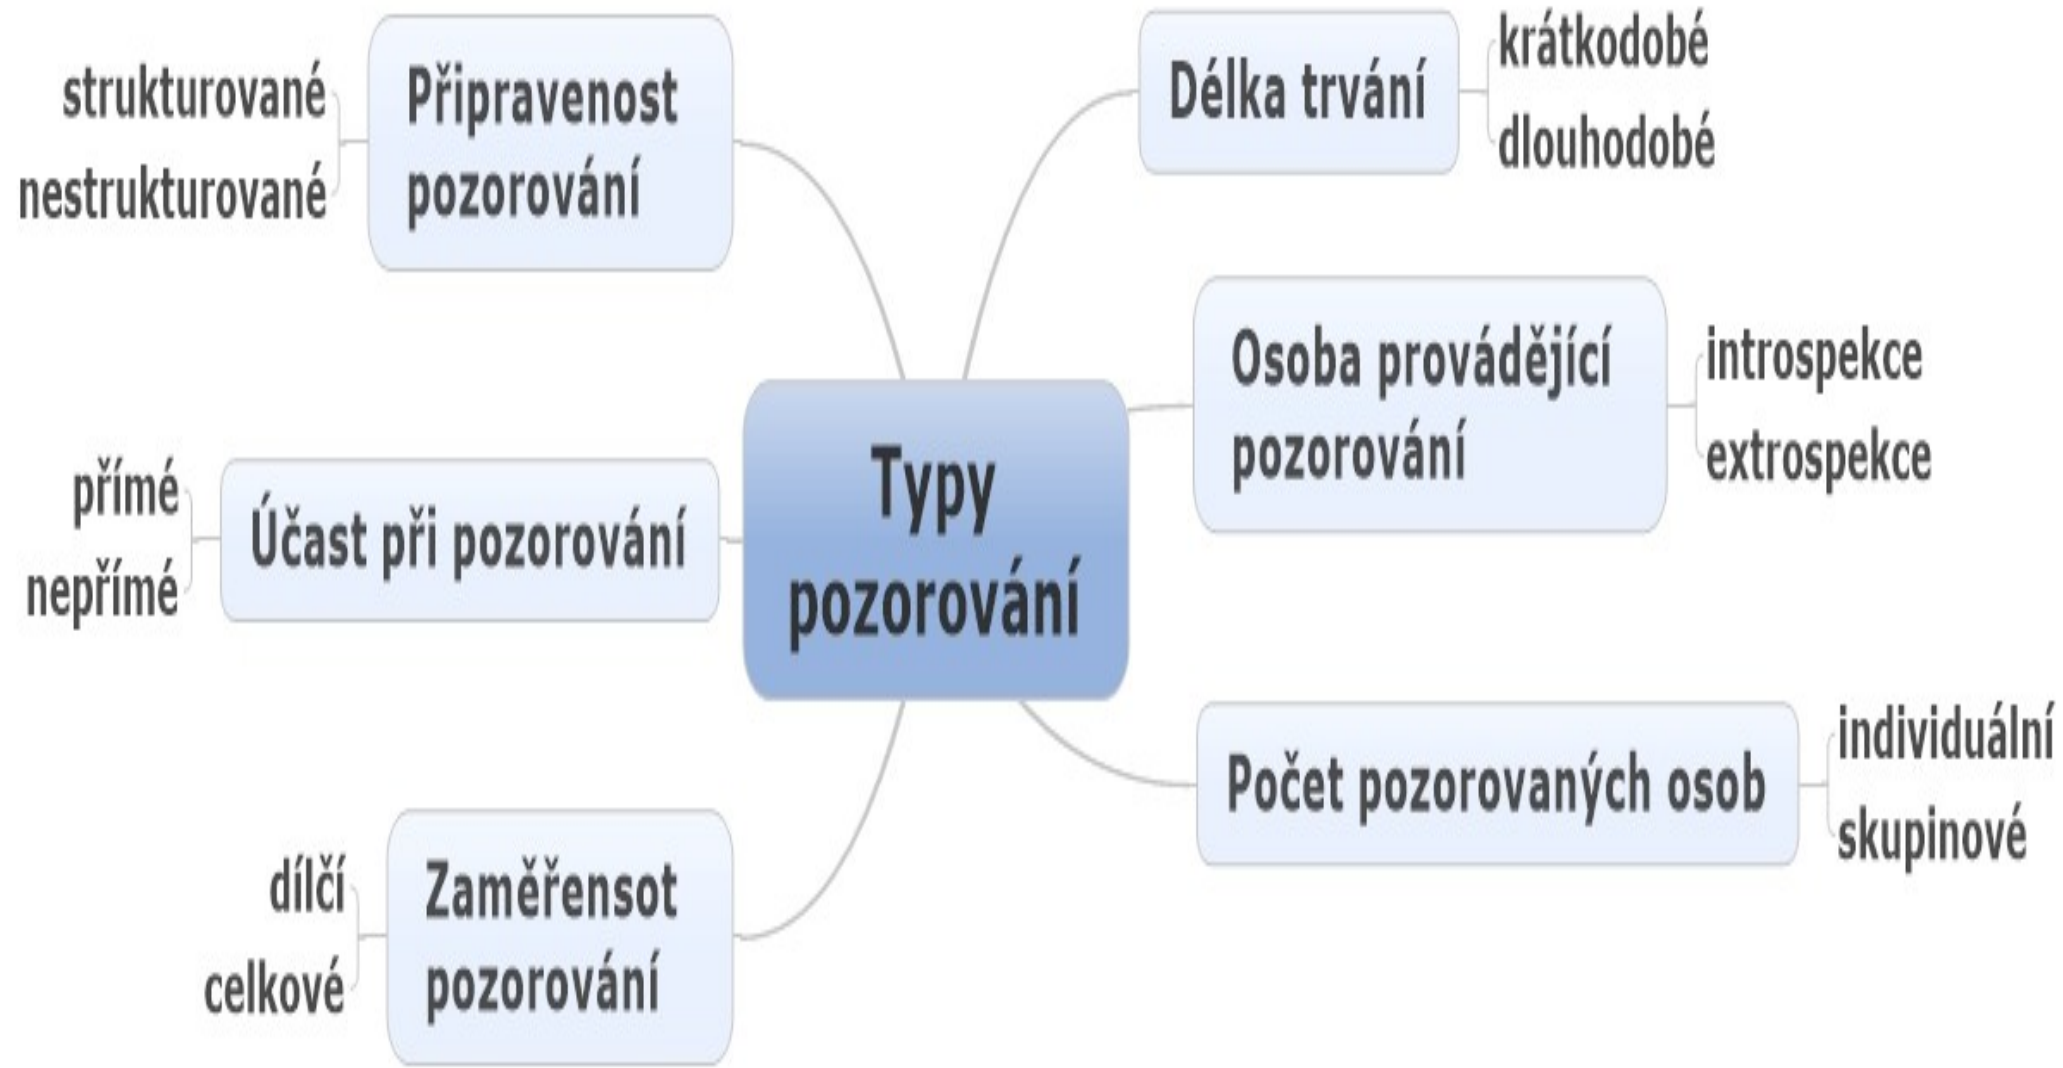 Typy
pozorování
Připravenost
pozorování
strukturované
nestrukturované
Účast při pozorování
přímé
nepřímé
Zaměřensot
pozorování
dílčí
celkové
Délka trvání
krátkodobé
dlouhodobé
Osoba provádějící
pozorování
introspekce
extrospekce
Počet pozorovaných osob
individuální
skupinové